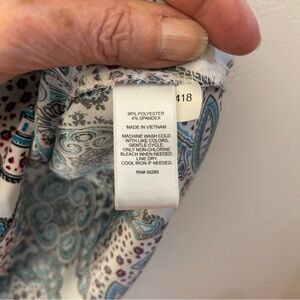 418
96% POLYESTER
4% SPANDEX
MADE IN VIETNAM
MACHINE WASH COLD
WITH LIKE COLORS,
GENTLE CYCLE,
ONLY NON-CHLORINE
BLEACH WHEN NEEDED,
LINE DRY,
COOL IRON IF NEEDED.
RN# 56285